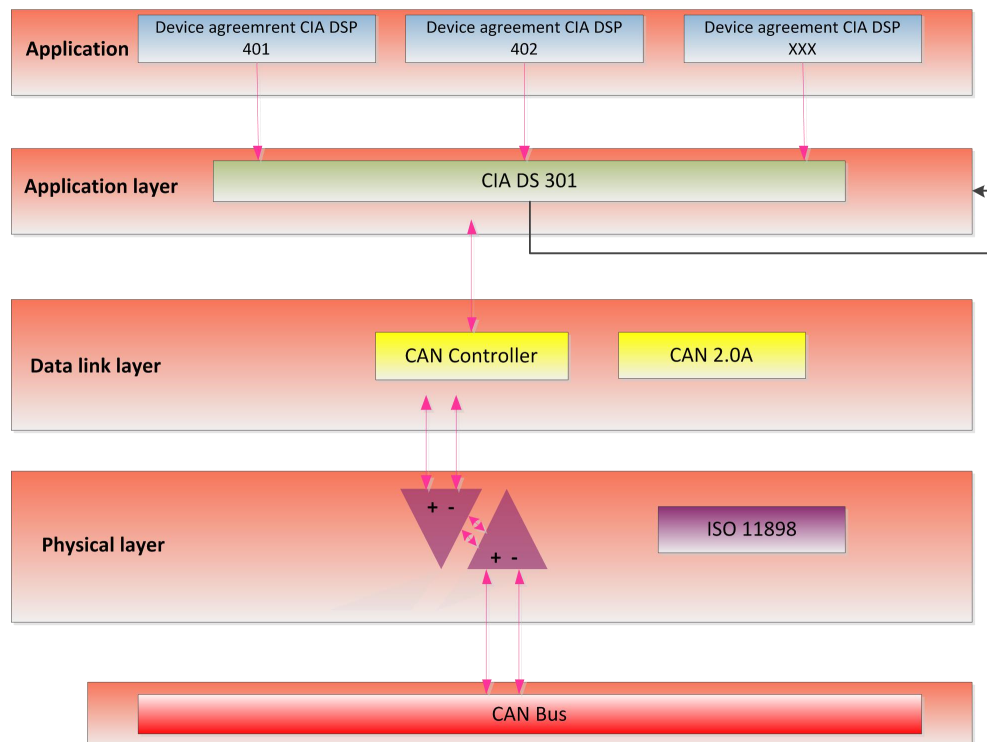 Application
Device agreemrent CIA DSP
401
Device agreement CIA DSP
402
Device agreement CIA DSP
XXX
Application layer
CIA DS 301
Data link layer
CAN Controller
CAN 2.0A
Physical layer
+ -
+ -
ISO 11898
CAN Bus